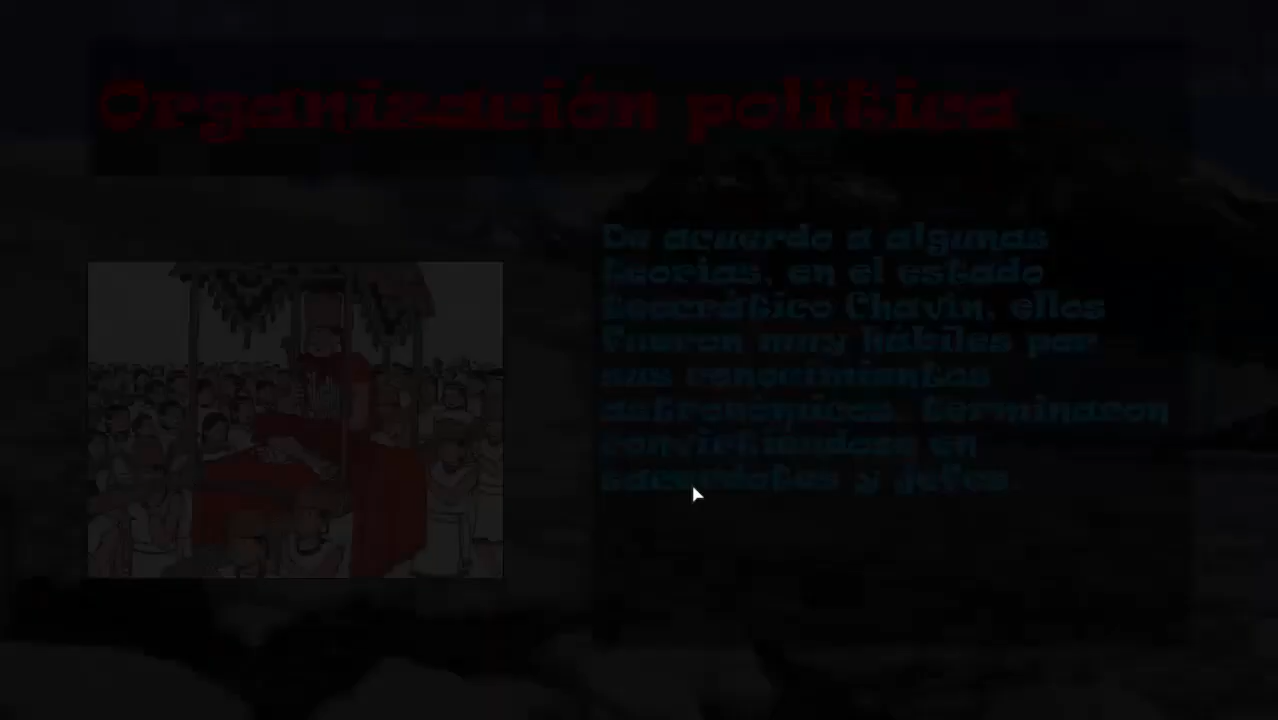 Organización política
De acuerdo a algunas
teorías, en el estado
teocrático Chavín, ellos
fueron muy hábiles por
sus conocimientos
astronómicos, terminaron
convirtiéndose en
sacerdotes y jefes.